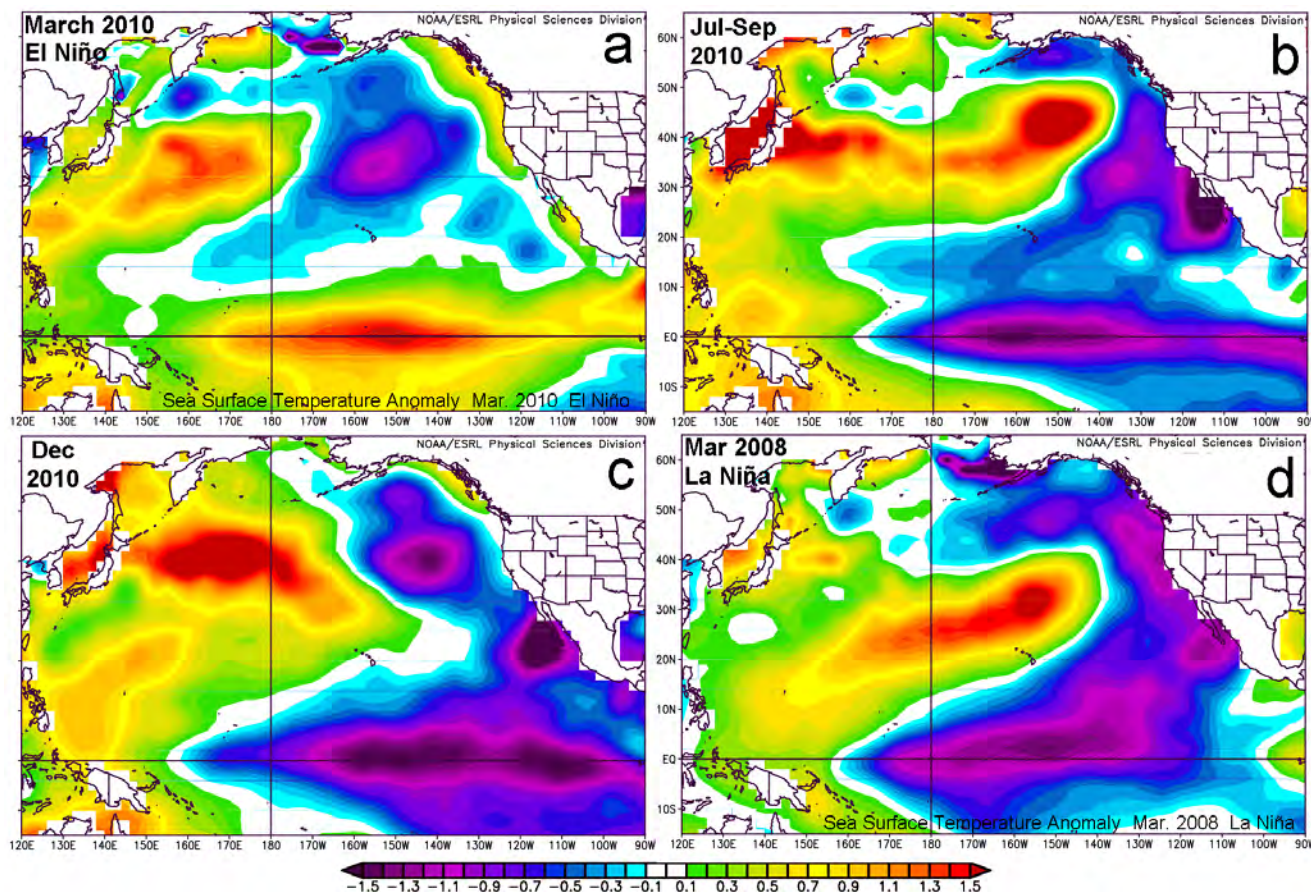 NOAA/ESRL Physical Sciences Division
March 2010
El Niño
a
Sea Surface Temperature Anomaly Mar. 2010 El Niño
120E 130E 140E 150E 160E 170E 180 170W 160W 150W 140W 130W 120W 110W 100W 90W
NOAA/ESRL Physical Sciences Division
Jul-Sep
2010
b
60N
50N
40N
30N
20N
10N
EQ
10S
120E 130E 140E 150E 160E 170E 180 170W 160W 150W 140W 130W 120W 110W 100W 90W
NOAA/ESRL Physical Sciences Division
Dec
2010
c
120E 130E 140E 150E 160E 170E 180 170W 160W 150W 140W 130W 120W 110W 100W 90W
NOAA/ESRL Physical Sciences Division
Mar 2008
La Niña
d
60N
50N
40N
30N
20N
10N
EQ
10S
Sea Surface Temperature Anomaly Mar. 2008 La Niña
120E 130E 140E 150E 160E 170E 180 170W 160W 150W 140W 130W 120W 110W 100W 90W
-1.5 -1.3 -1.1 -0.9 -0.7 -0.5 -0.3 -0.1 0.1 0.3 0.5 0.7 0.9 1.1 1.3 1.5